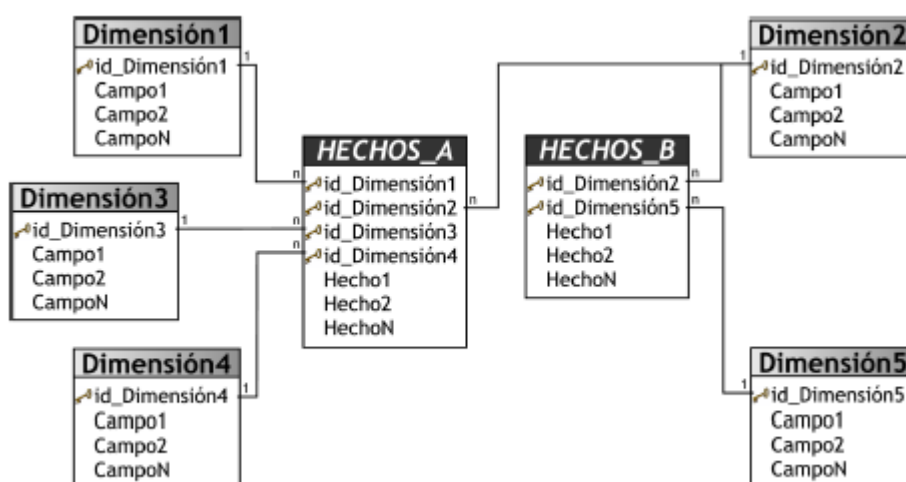 Dimensión1
id_Dimensión1
Campo1
Campo2
CampoN
1
Dimensión3
id_Dimensión3
Campo1
Campo2
CampoN
1
Dimensión4
id_Dimensión4
Campo1
Campo2
CampoN
1
HECHOS_A
n
id_Dimensión1
id_Dimensión2
n
n
id_Dimensión3
n
id_Dimensión4
Hecho1
Hecho2
HechoN
HECHOS_B
id_Dimensión2
n
id_Dimensión5
n
Hecho1
Hecho2
HechoN
Dimensión2
1
id_Dimensión2
Campo1
Campo2
CampoN
Dimensión5
1
id_Dimensión5
Campo1
Campo2
CampoN